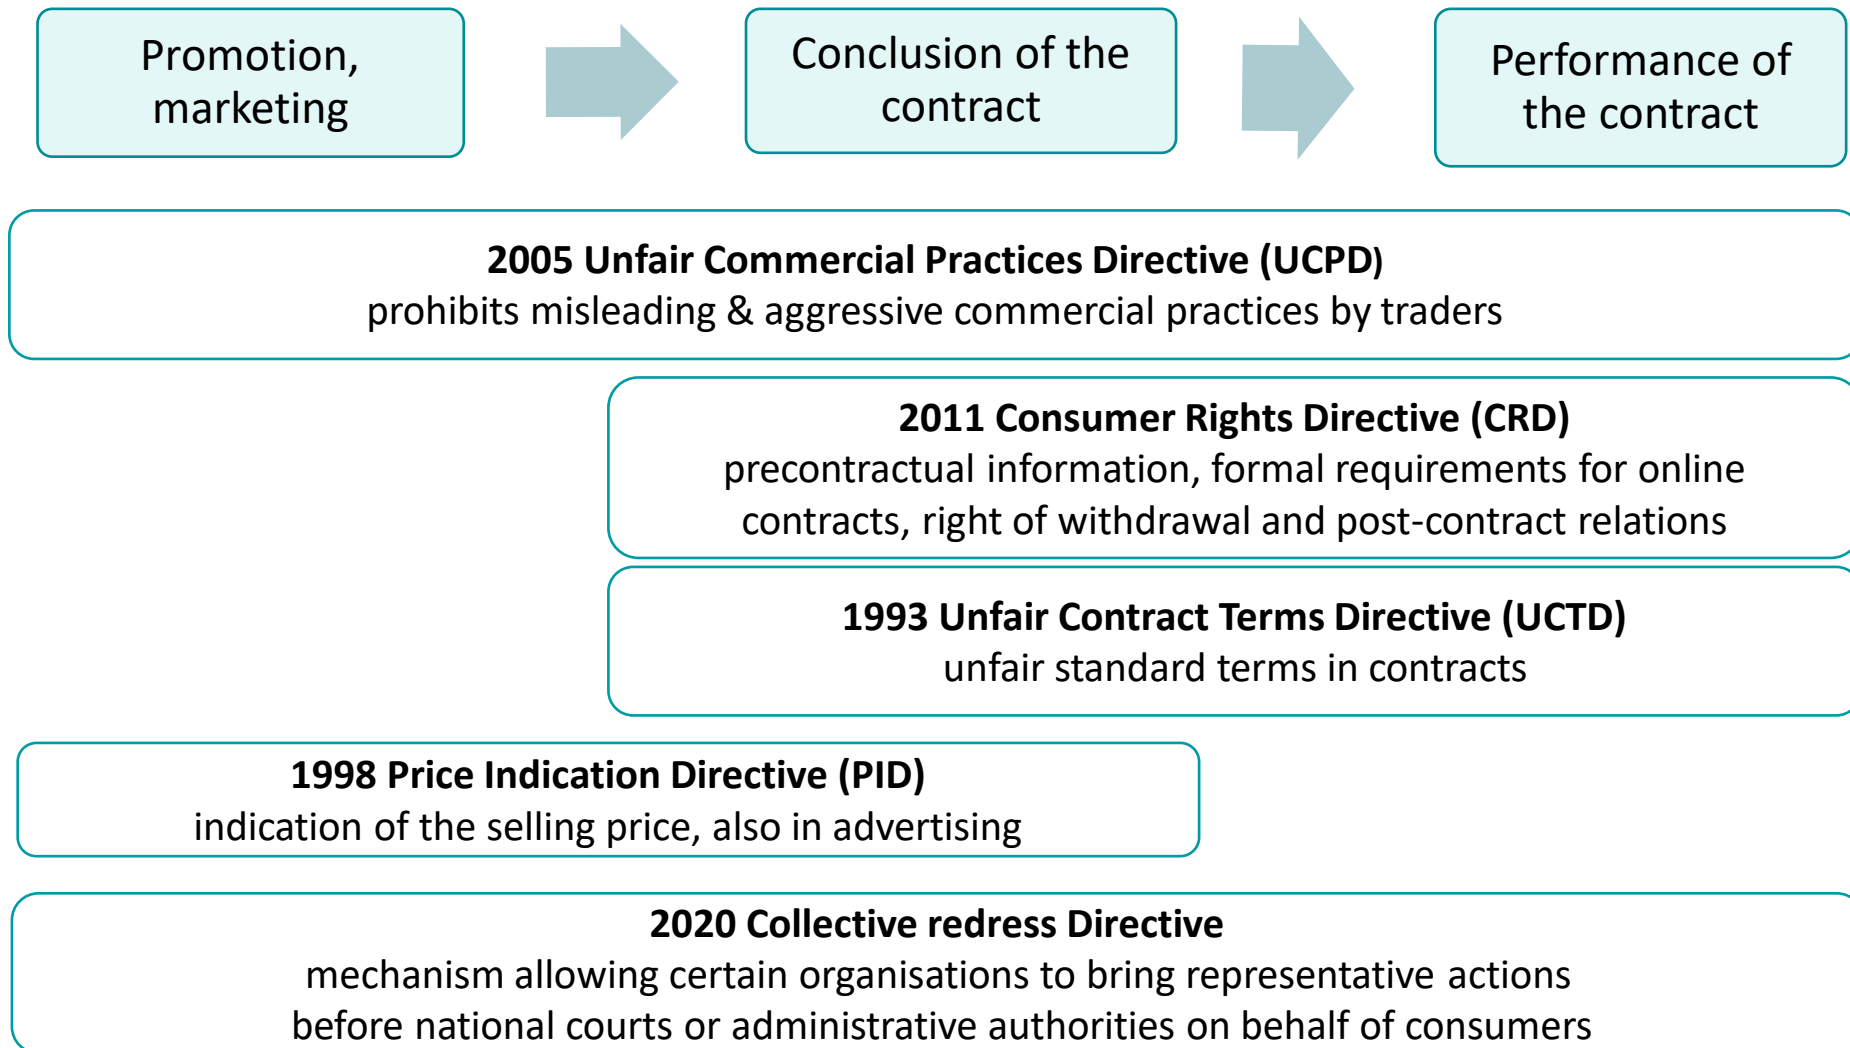 Promotion,
marketing
Conclusion of the
contract
Performance of
the contract
2005 Unfair Commercial Practices Directive (UCPD)
prohibits misleading & aggressive commercial practices by traders
2011 Consumer Rights Directive (CRD)
precontractual information, formal requirements for online
contracts, right of withdrawal and post-contract relations
1993 Unfair Contract Terms Directive (UCTD)
unfair standard terms in contracts
1998 Price Indication Directive (PID)
indication of the selling price, also in advertising
2020 Collective redress Directive
mechanism allowing certain organisations to bring representative actions
before national courts or administrative authorities on behalf of consumers